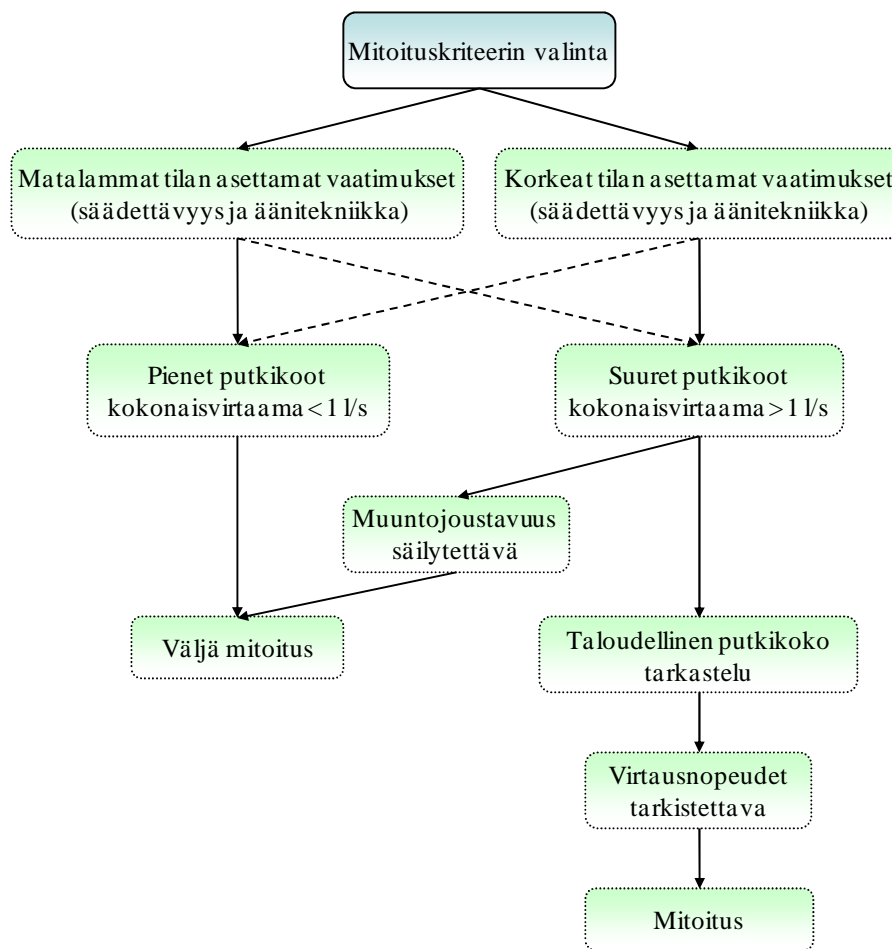 Mitoituskriteerin valinta
Matalammat tilan asettamat vaatimukset
(säädettävyys ja äänitekniikka)
Korkeat tilan asettamat vaatimukset
(säädettävyys ja äänitekniikka)
Pienet putkikoot
kokonaisvirtaama < 1 l/s
Suuret putkikoot
kokonaisvirtaama > 1 l/s
Muuntojoustavuus
säilytettävä
Väljä mitoitus
Taloudellinen putkikoko
tarkastelu
Virtausnopeudet
tarkistettava
Mitoitus